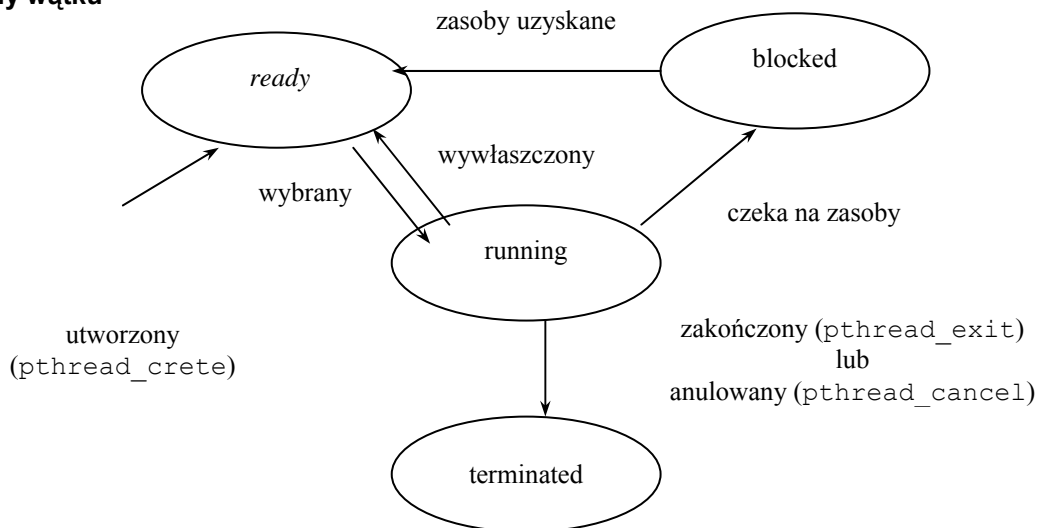 wątku
zasoby uzyskane
ready
blocked
wywłaszczony
wybrany
czeka na zasoby
running
utworzony
(pthread_crete)
zakończony (pthread_exit)
lub
anulowany (pthread_cancel)
terminated